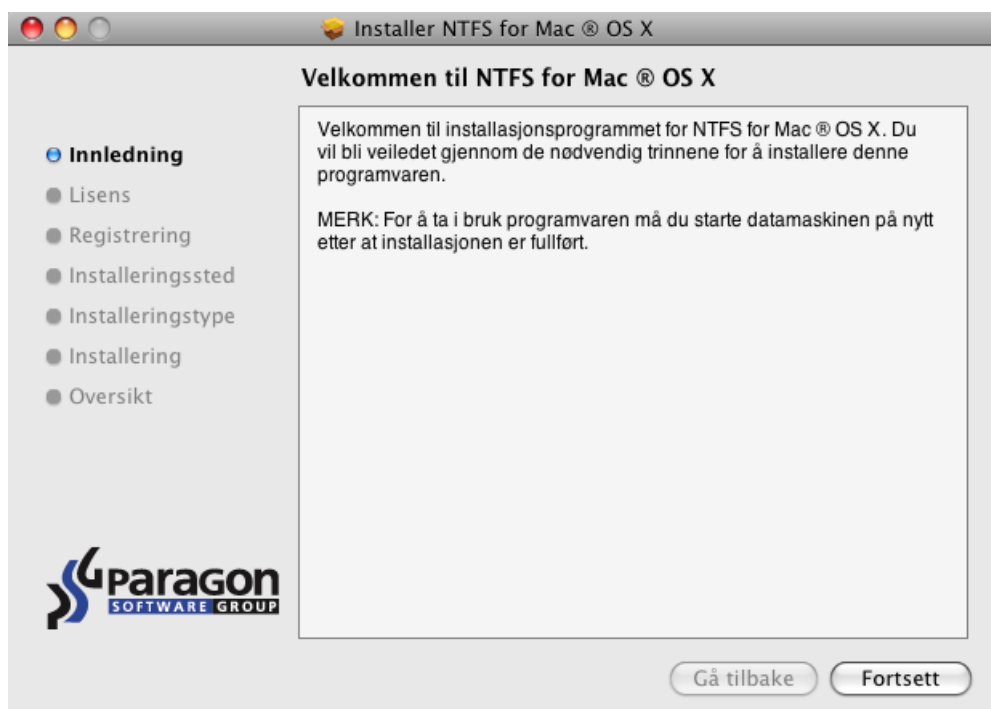 Installer NTFS for Mac ® OS X
Velkommen til NTFS for Mac ® OS X
Innledning
Lisens
Registrering
Installeringssted
Installeringstype
Installering
Oversikt
Velkommen til installasjonsprogrammet for NTFS for Mac ® OS X. Du
vil bli veiledet gjennom de nødvendig trinnene for å installere denne
programvaren.
MERK: For å ta i bruk programvaren må du starte datamaskinen på nytt
etter at installasjonen er fullført.
Paragon
SOFTWARE GROUP
Gå tilbake
Fortsett